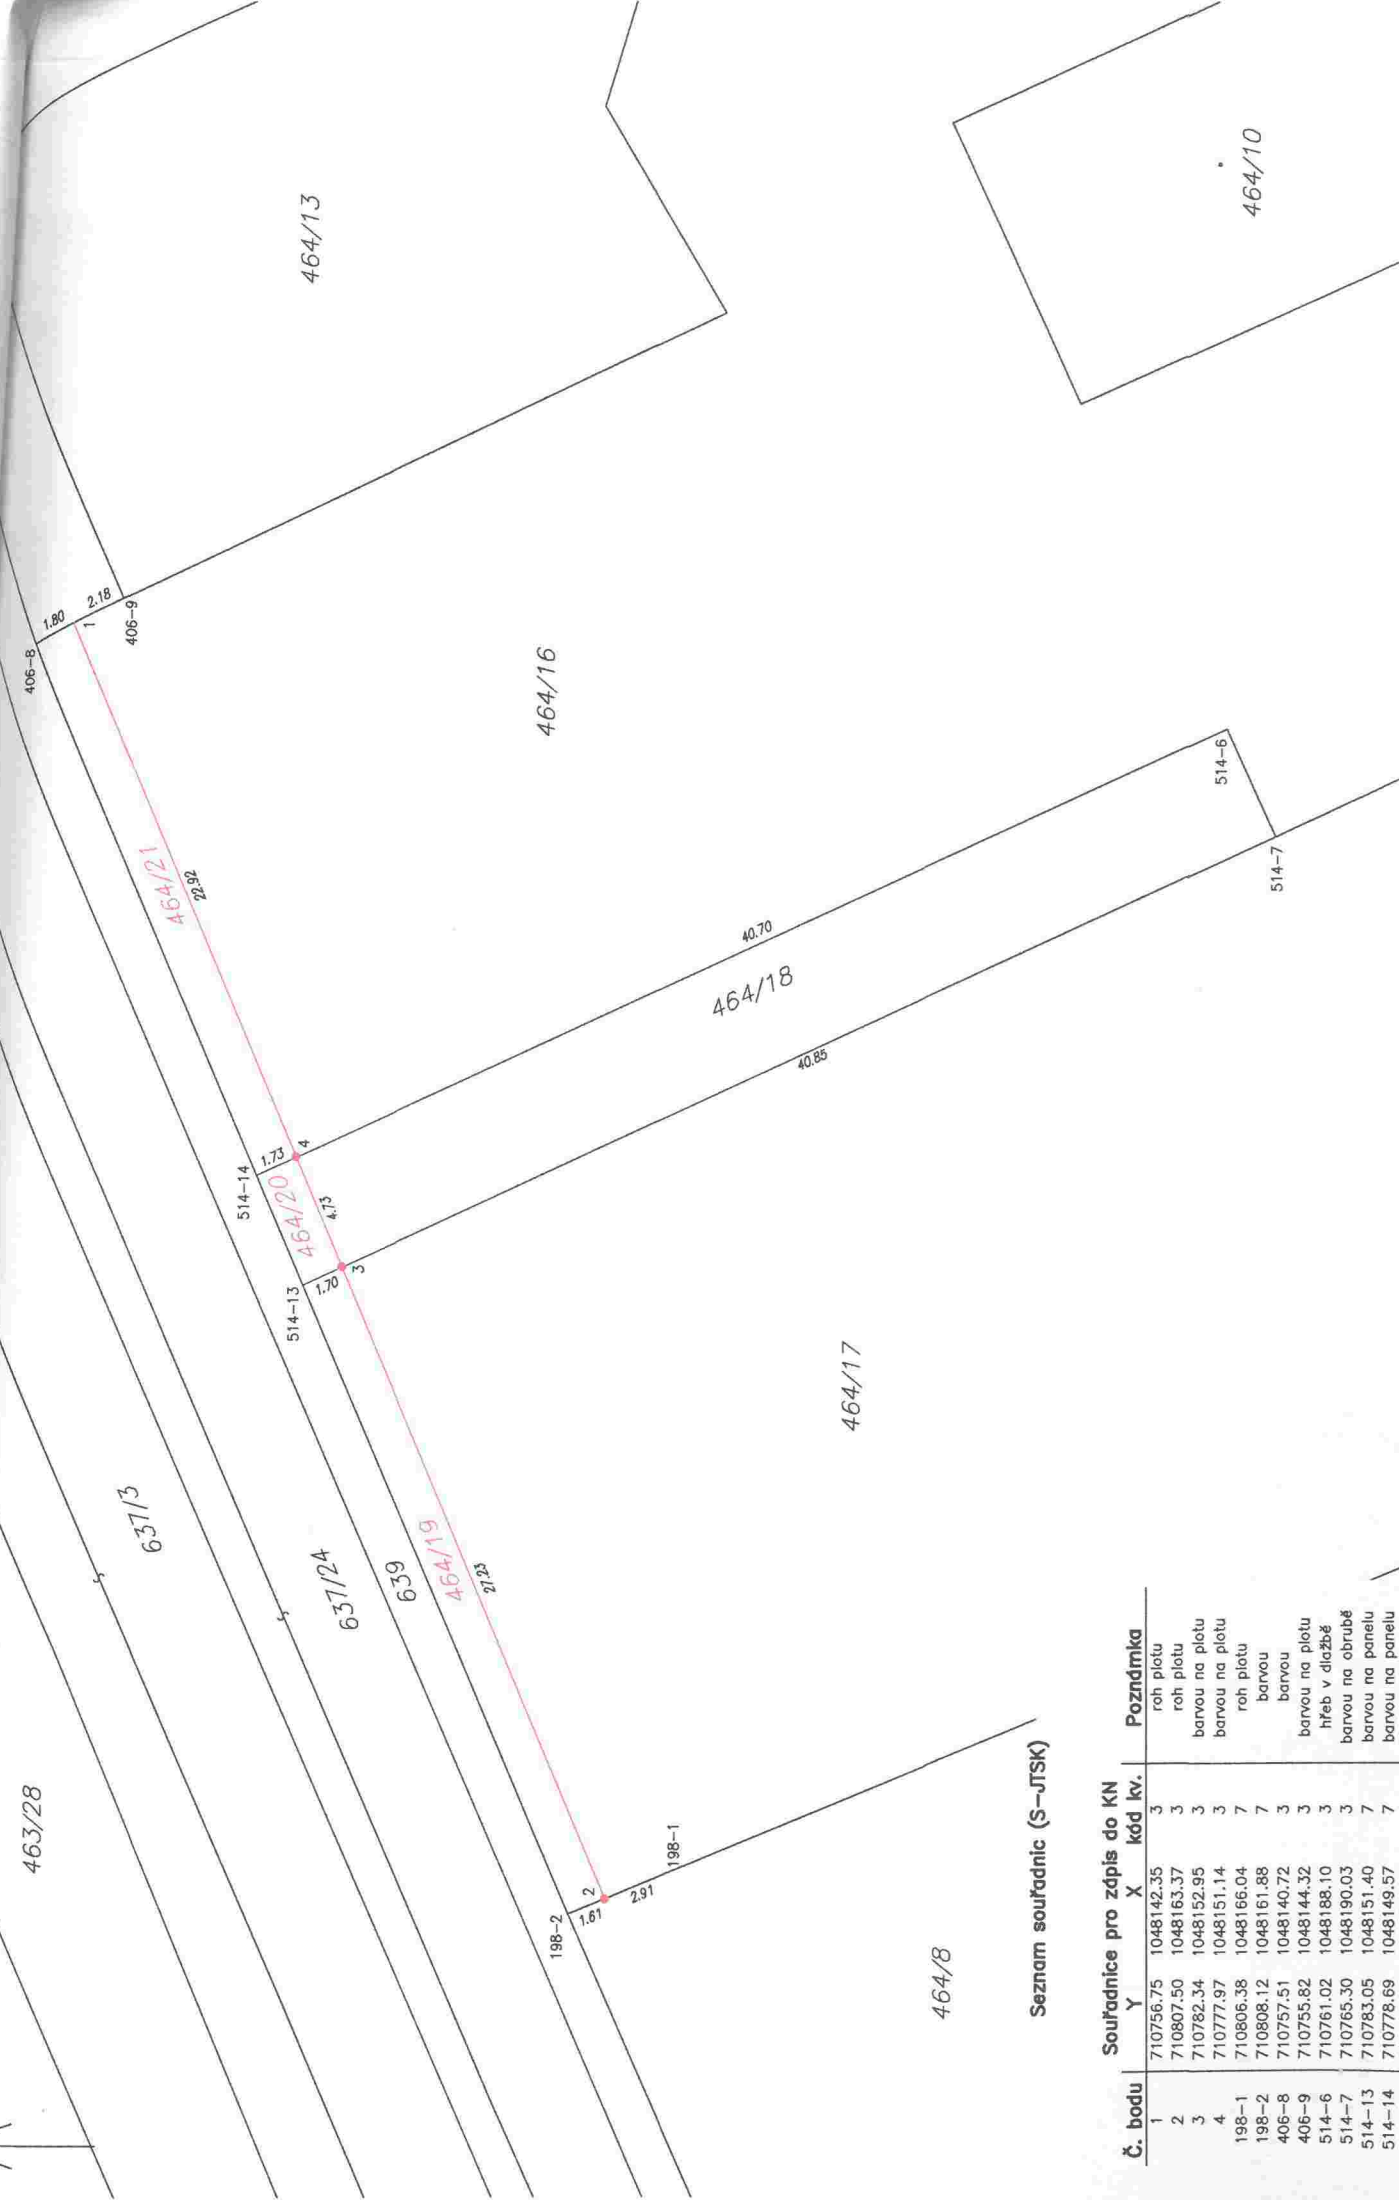 463/28
637/3
637/24
639
464/19
27.23
198-2
1.61
2
2.91
198-1
464/8
514-13
1.70
3
464/20
4.73
514-14
1.73
4
464/21
22.92
406-8
1.80
1
2.18
406-9
464/13
464/16
464/10
464/17
464/18
40.70
40.85
514-6
514-7
Seznam souřadnic (S-JTSK)
Souřadnice pro zápis do KN
Č. bodu Y X kód kv. Poznámka
1 710756.75 1048142.35 3 roh plotu
2 710807.50 1048163.37 3 roh plotu
3 710782.34 1048152.95 3 barvou na plotu
4 710777.97 1048151.14 3 barvou na plotu
198-1 710806.38 1048166.04 7 roh plotu
198-2 710808.12 1048161.88 7 barvou
406-8 710757.51 1048140.72 3 barvou
406-9 710755.82 1048144.32 3 barvou na plotu
514-6 710761.02 1048188.10 3 hřeb v dlažbě
514-7 710765.30 1048190.03 3 barvou na obrubě
514-13 710783.05 1048151.40 7 barvou na panelu
514-14 710778.69 1048149.57 7 barvou na panelu